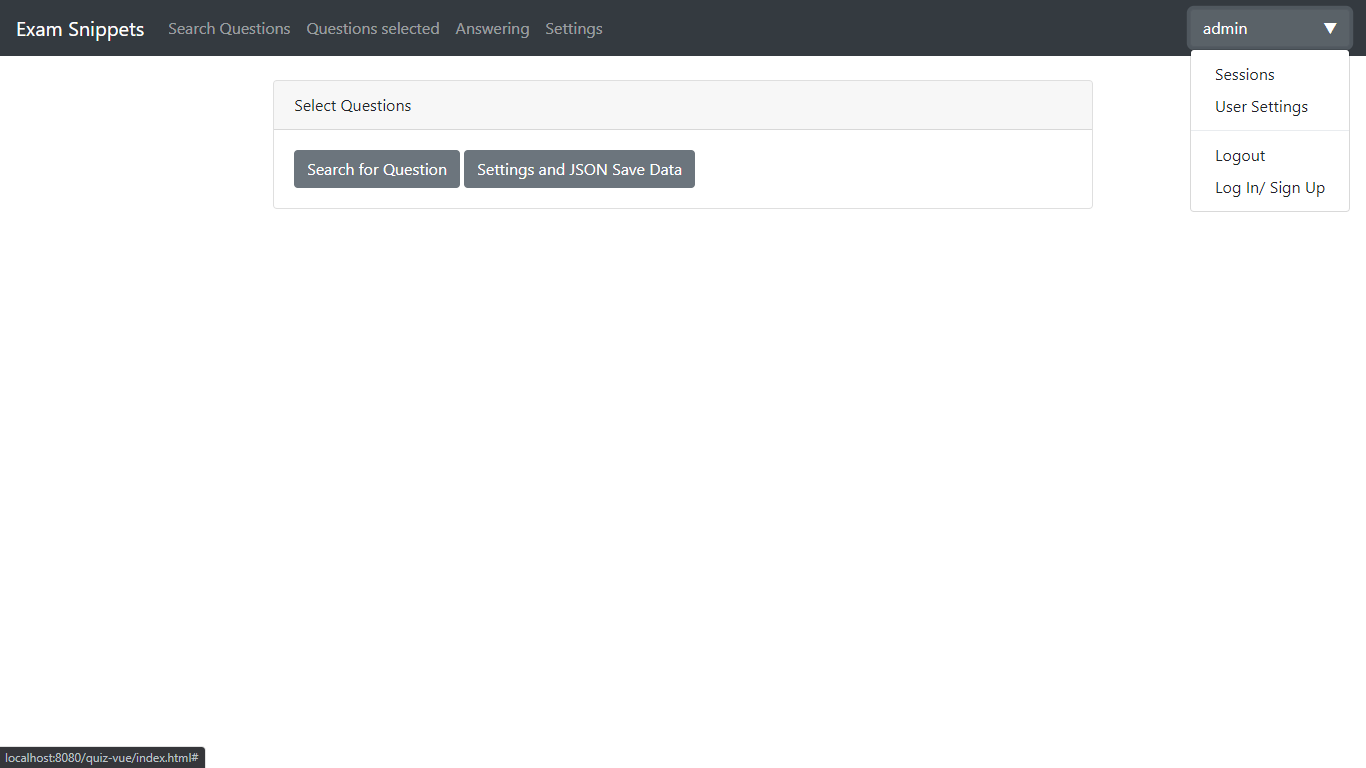 Exam Snippets Search Questions Questions selected Answering Settings admin
Sessions
User Settings
Logout
Log In/ Sign Up
Select Questions
Search for Question Settings and JSON Save Data
localhost:8080/quiz-vue/index.html#